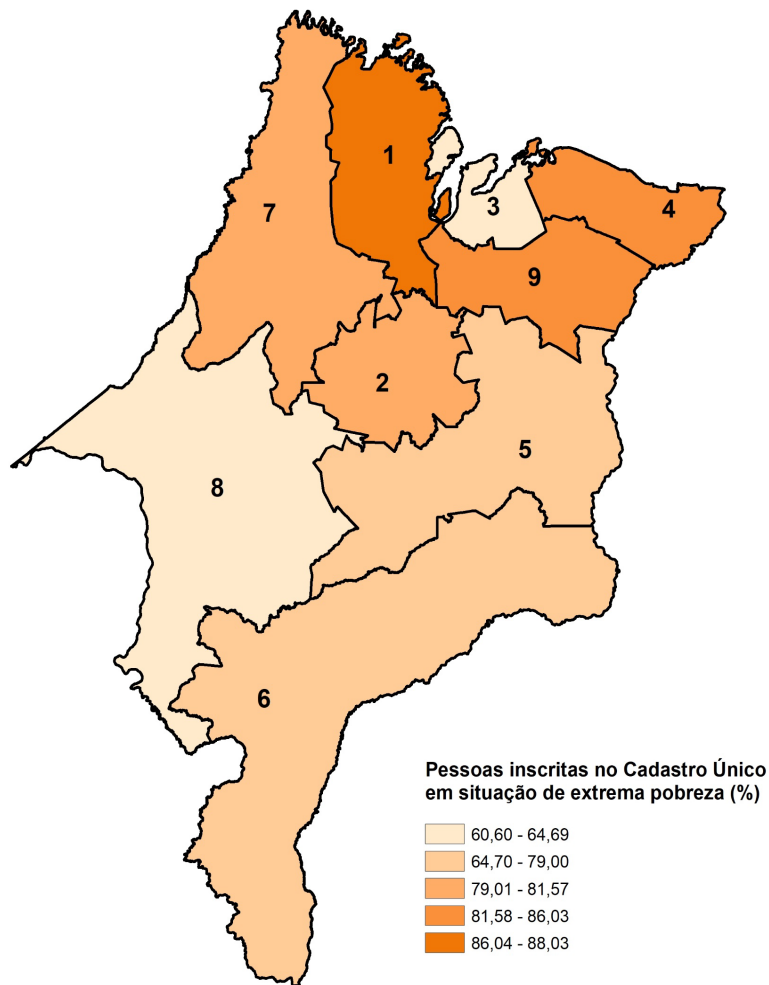 1
7
3
4
9
2
5
8
6
Pessoas inscritas no Cadastro Único
em situação de extrema pobreza (%)
60,60 - 64,69
64,70 - 79,00
79,01 - 81,57
81,58 - 86,03
86,04 - 88,03